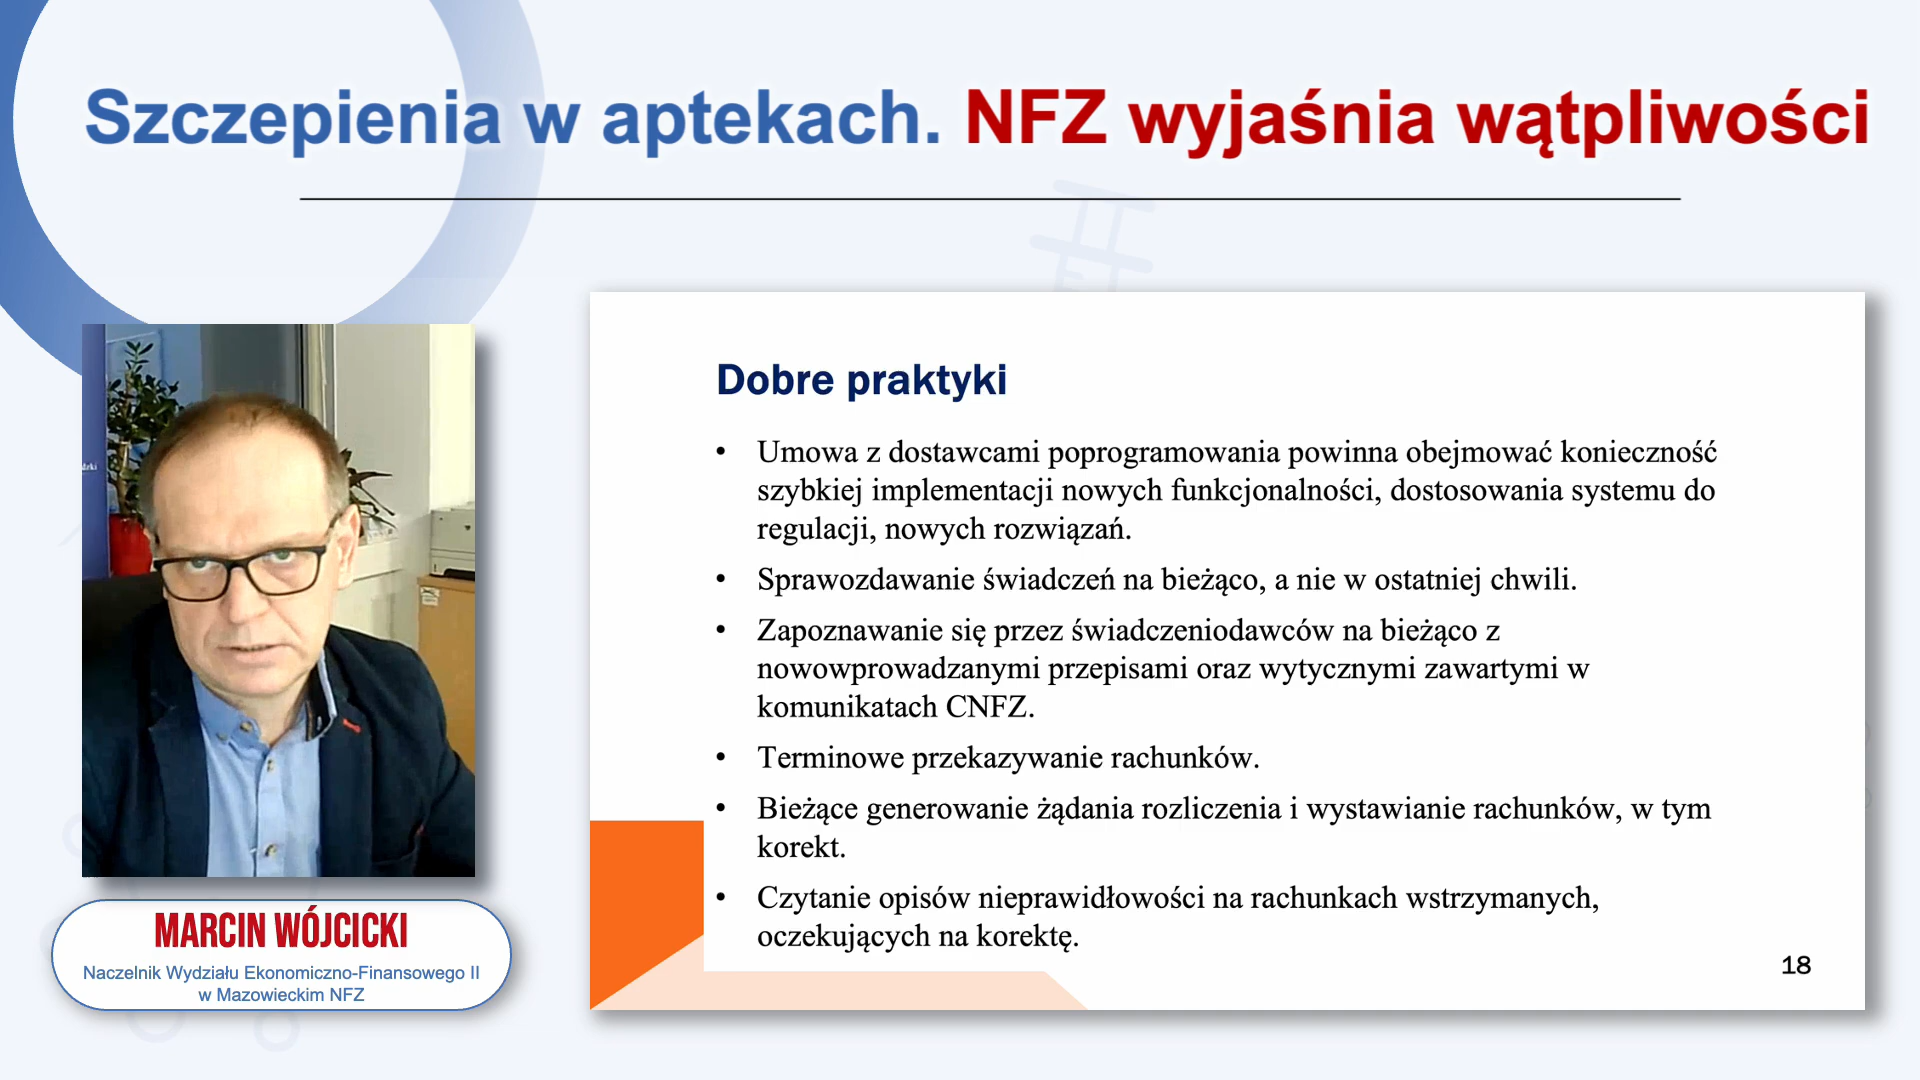 Szczepienia w aptekach. NFZ wyjaśnia wątpliwości
Dobre praktyki
• Umowa z dostawcami poprogramowania powinna obejmować konieczność
szybkiej implementacji nowych funkcjonalności, dostosowania systemu do
regulacji, nowych rozwiązań.
• Sprawozdawanie świadczeń na bieżąco, a nie w ostatniej chwili.
• Zapoznawanie się przez świadczeniodawców na bieżąco z
nowowprowadzanymi przepisami oraz wytycznymi zawartymi w
komunikatach CNFZ.
• Terminowe przekazywanie rachunków.
• Bieżące generowanie żądania rozliczenia i wystawianie rachunków, w tym
korekt.
• Czytanie opisów nieprawidłowości na rachunkach wstrzymanych,
oczekujących na korektę.
18
MARCIN WÓJCICKI
Naczelnik Wydziału Ekonomiczno-Finansowego II
w Mazowieckim NFZ